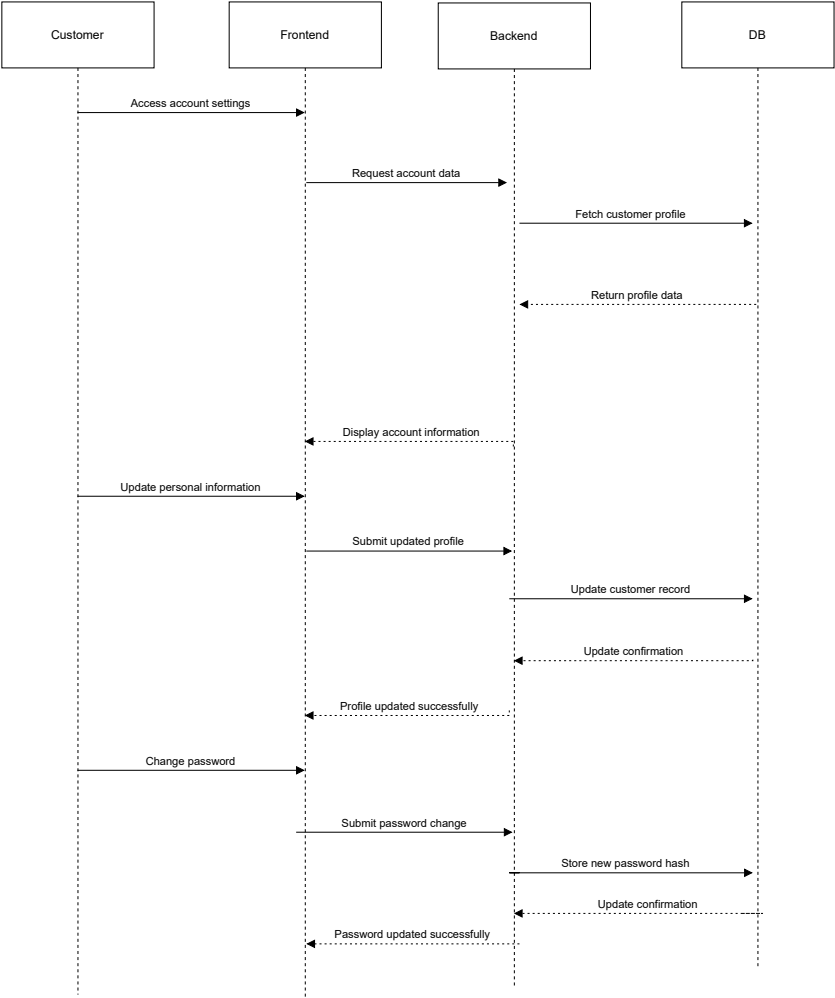 Customer
Frontend
Backend
DB
Access account settings
Request account data
Fetch customer profile
Return profile data
Display account information
Update personal information
Submit updated profile
Update customer record
Update confirmation
Profile updated successfully
Change password
Submit password change
Store new password hash
Update confirmation
Password updated successfully